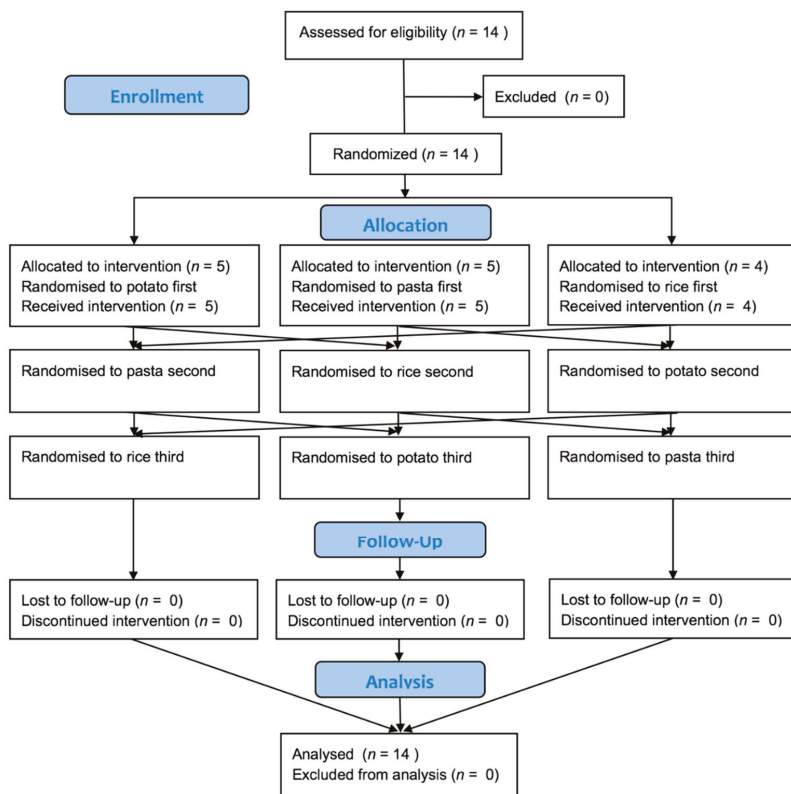 Assessed for eligibility (n = 14 )
Enrollment
Excluded (n = 0)
Randomized (n = 14 )
Allocation
Allocated to intervention (n = 5)
Randomised to potato first
Received intervention (n = 5)
Allocated to intervention (n = 5)
Randomised to pasta first
Received intervention (n = 5)
Allocated to intervention (n = 4)
Randomised to rice first
Received intervention (n = 4)
Randomised to pasta second
Randomised to rice second
Randomised to potato second
Randomised to rice third
Randomised to potato third
Randomised to pasta third
Follow-Up
Lost to follow-up (n = 0)
Discontinued intervention (n = 0)
Lost to follow-up (n = 0)
Discontinued intervention (n = 0)
Lost to follow-up (n = 0)
Discontinued intervention (n = 0)
Analysis
Analysed (n = 14 )
Excluded from analysis (n = 0)